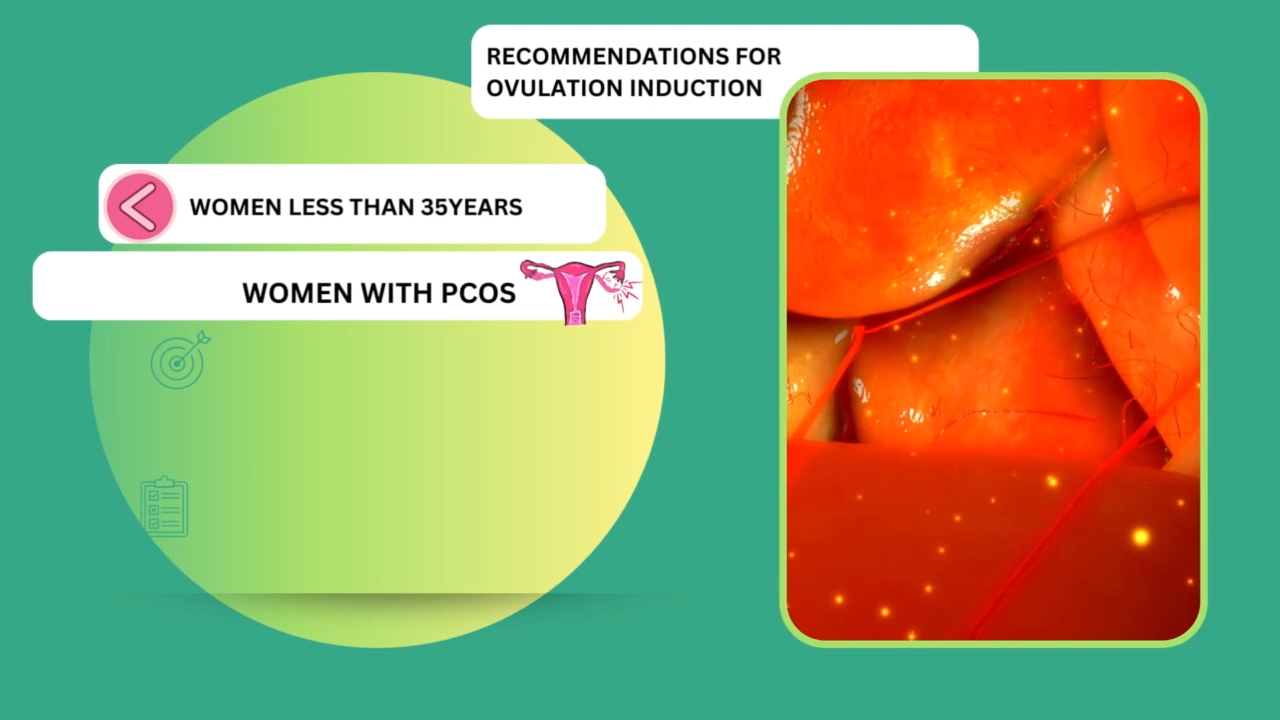 RECOMMENDATIONS FOR
OVULATION INDUCTION
WOMEN LESS THAN 35YEARS
WOMEN WITH PCOS